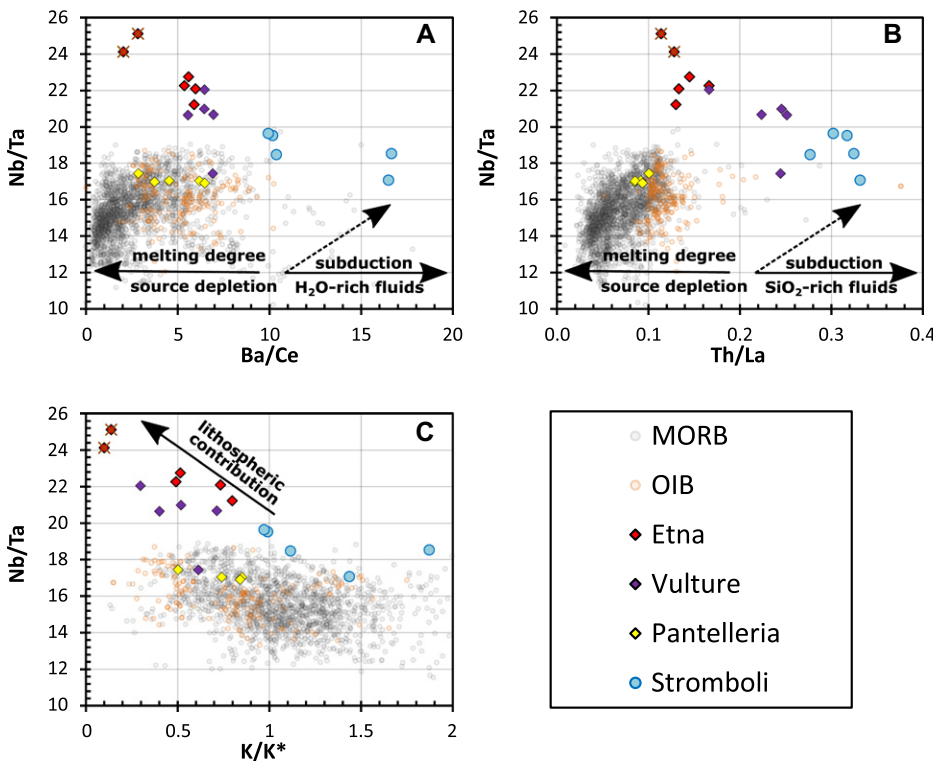 26
24
22
20
18
16
14
12
10
Nb/Ta
A
melting degree
source depletion
subduction
H₂O-rich fluids
0
5
10
15
20
Ba/Ce
26
24
22
20
18
16
14
12
10
Nb/Ta
B
melting degree
source depletion
subduction
SiO₂-rich fluids
0.0
0.1
0.2
0.3
0.4
Th/La
26
24
22
20
18
16
14
12
10
Nb/Ta
C
lithospheric
contribution
0
0.5
1
1.5
2
K/K*
MORB
OIB
Etna
Vulture
Pantelleria
Stromboli